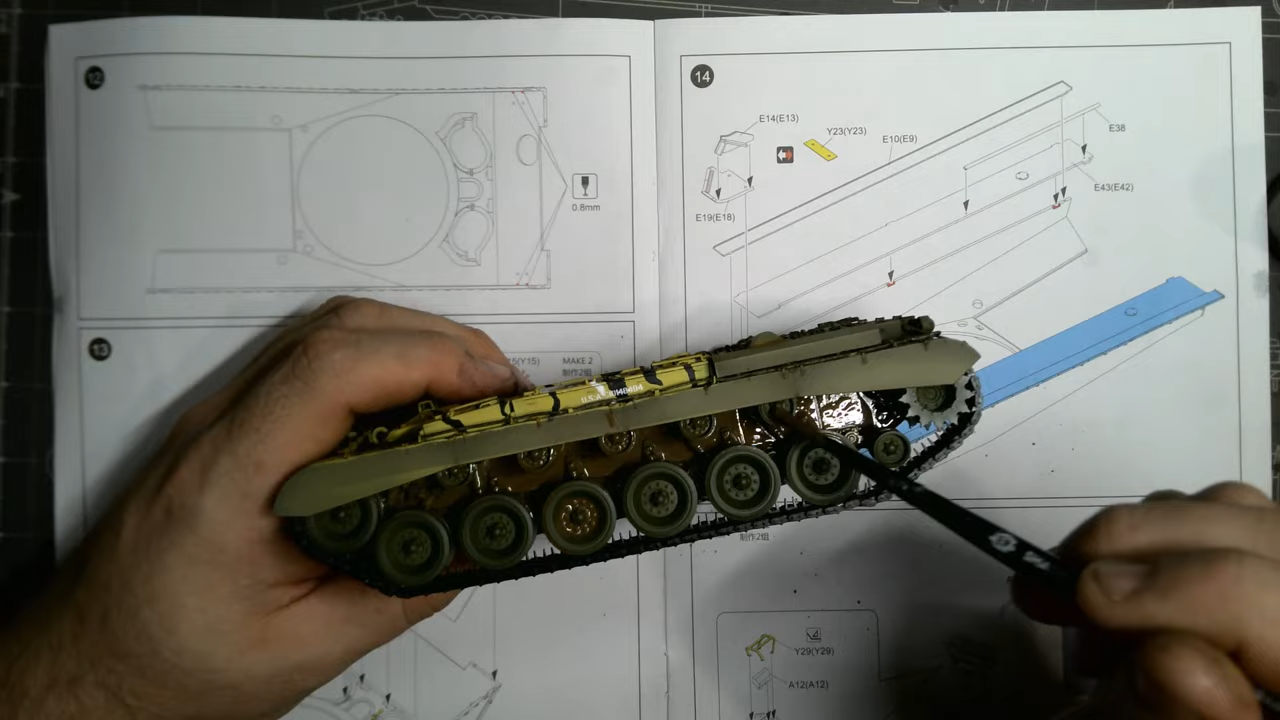 12
0.8mm
13
MAKE 2
制作2组
14
E14(E13)
Y23(Y23)
E10(E9)
E38
E19(E18)
E43(E42)
U.S.A
制作2组
Y29(Y29)
A12(A12)